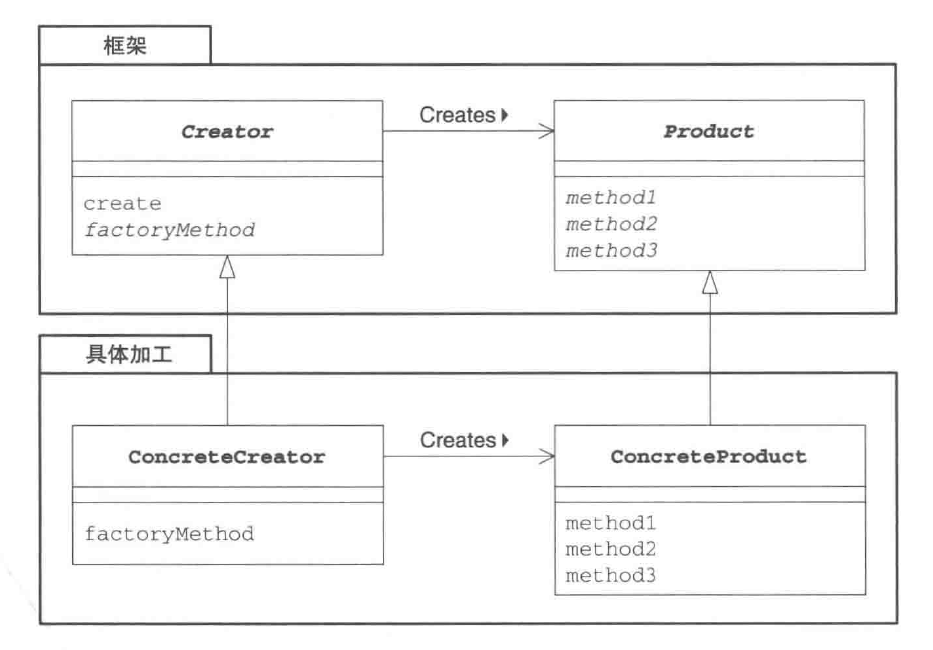 框架
Creator
Creates
Product
create
factoryMethod
method1
method2
method3
具体加工
ConcreteCreator
Creates
ConcreteProduct
factoryMethod
method1
method2
method3